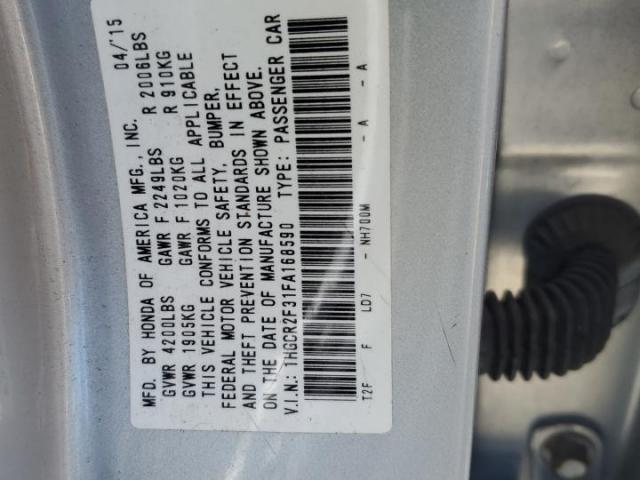 MFD. BY HONDA OF AMERICA MFG., INC. 04/15
GVWR 4200LBS GAWR F 2249LBS R 2006LBS
GVWR 1905KG GAWR F 1020KG R 910KG
THIS VEHICLE CONFORMS TO ALL APPLICABLE
FEDERAL MOTOR VEHICLE SAFETY, BUMPER,
AND THEFT PREVENTION STANDARDS IN EFFECT
ON THE DATE OF MANUFACTURE SHOWN ABOVE.
V.I.N.: 1HGCR2F31FA168590 TYPE: PASSENGER CAR
T2F F LD7 - NH700M - A - A